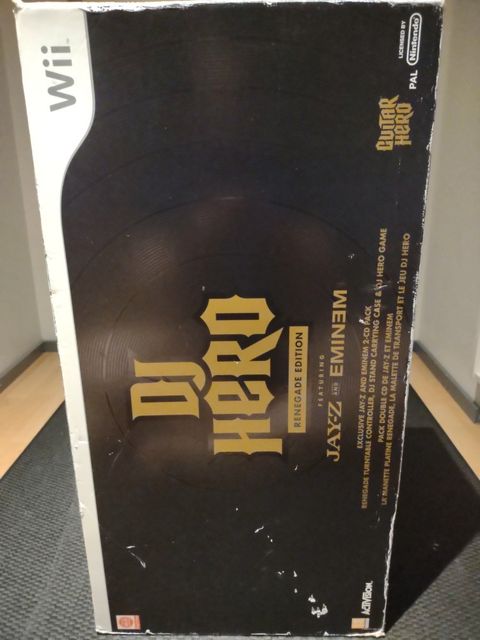 Wii
LICENSED BY
Nintendo
PAL
GUITAR
HERO
DJ
HERO
RENEGADE EDITION
FEATURING
JAY-Z AND EMINEM
EXCLUSIVE JAY-Z AND EMINEM 2-CD PACK
RENEGADE TURNTABLE CONTROLLER, DJ STAND CARRYING CASE & DJ HERO GAME
PACK DOUBLE CD DE JAY-Z ET EMINEM
LA MANETTE PLATINE RENEGADE, LA MALETTE DE TRANSPORT ET LE JEU DJ HERO
ACTIVISION